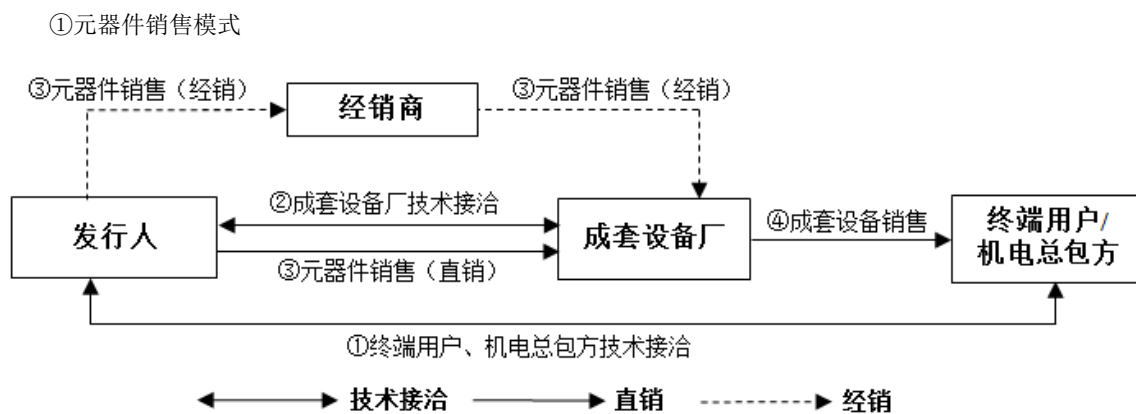 ①元器件销售模式
③元器件销售（经销）
经销商
③元器件销售（经销）
发行人
②成套设备厂技术接洽
③元器件销售（直销）
成套设备厂
④成套设备销售
终端用户/
机电总包方
①终端用户、机电总包方技术接洽
技术接洽
直销
经销